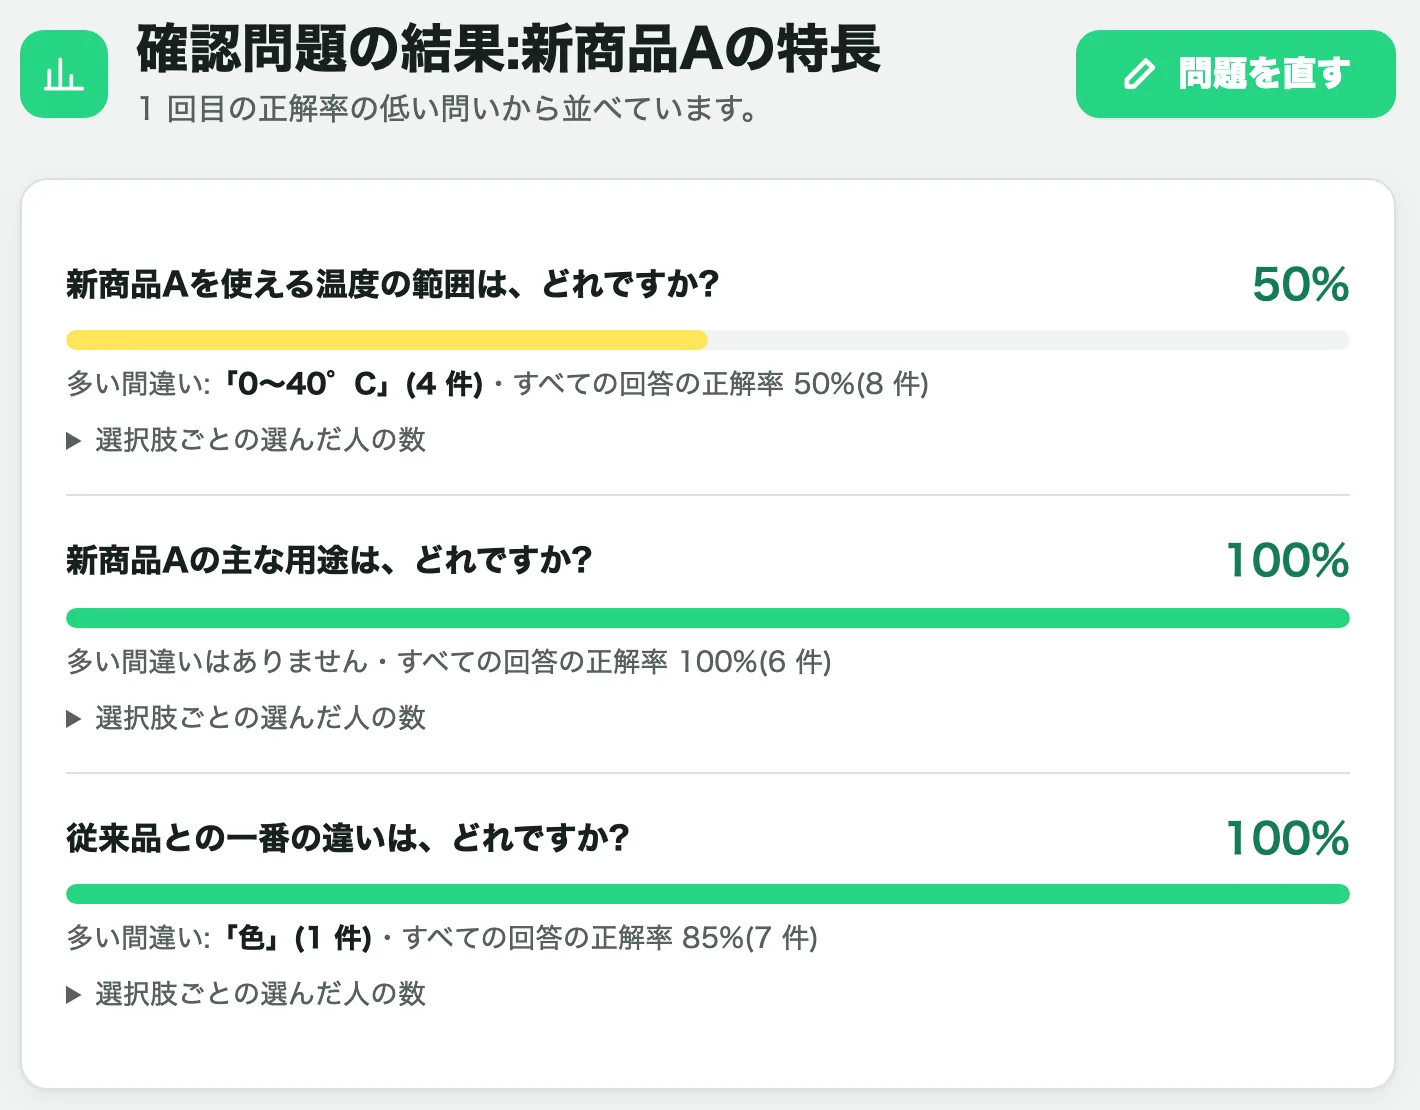 確認問題の結果:新商品Aの特長
1 回目の正解率の低い問いから並べています。
問題を直す
新商品Aを使える温度の範囲は、どれですか?
50%
多い間違い:「0〜40°C」(4 件)・すべての回答の正解率 50%(8 件)
▶ 選択肢ごとの選んだ人の数
新商品Aの主な用途は、どれですか?
100%
多い間違いはありません・すべての回答の正解率 100%(6 件)
▶ 選択肢ごとの選んだ人の数
従来品との一番の違いは、どれですか?
100%
多い間違い:「色」(1 件)・すべての回答の正解率 85%(7 件)
▶ 選択肢ごとの選んだ人の数